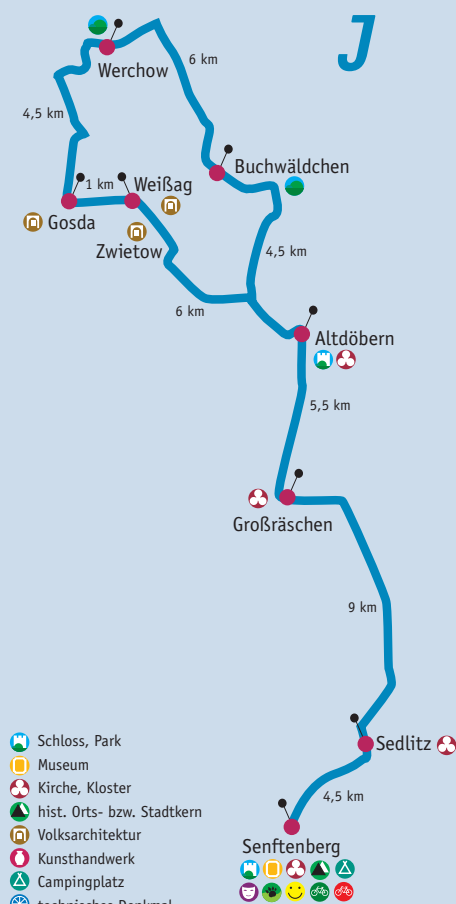 J
Werchow
6 km
4,5 km
Buchwäldchen
1 km
Weißag
Gosda
Zwietow
4,5 km
6 km
Altdöbern
5,5 km
Großräschen
9 km
Sedlitz
4,5 km
Senftenberg
Schloss, Park
Museum
Kirche, Kloster
hist. Orts- bzw. Stadtkern
Volksarchitektur
Kunsthandwerk
Campingplatz
technisches Denkmal